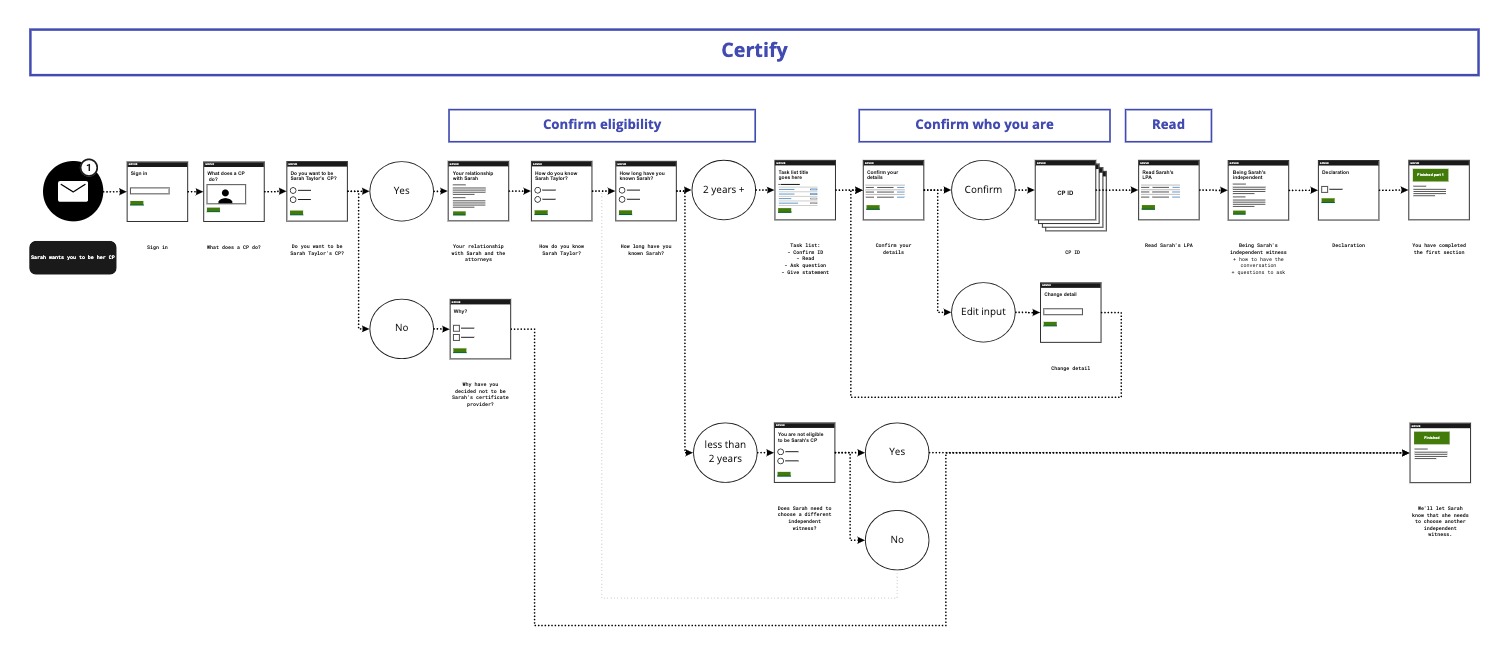 Certify
Confirm eligibility
Confirm who you are
Read
1
Sign in
What does a CP
do?
Do you want to be
Sarah Taylor's CP?
Yes
Your relationship
with Sarah
How do you know
Sarah Taylor?
How long have you
known Sarah?
2 years +
Task list title
goes here
Confirm your
details
Confirm
CP ID
Read Sarah's
LPA
Being Sarah's
independent
Declaration
Finished part 1
Sarah wants you to be her CP
Sign in
What does a CP do?
Do you want to be
Sarah Taylor's CP?
Your relationship
with Sarah and the
attorneys
How do you know
Sarah Taylor?
How long have you
known Sarah?
Task list:
- Confirm ID
- Read
- Ask question
- Give statement
Confirm your
details
CP ID
Read Sarah's LPA
Being Sarah's
independent witness
+ how to have the
conversation
+ questions to ask
Declaration
You have completed
the first section
No
Why?
Edit input
Change detail
Change detail
Why have you
decided not to be
Sarah's certificate
provider?
less than
2 years
You are not eligible
to be Sarah's CP
Yes
Finished
Does Sarah need to
choose a different
independent
witness?
We'll let Sarah
know that she needs
to choose another
independent
witness.
No